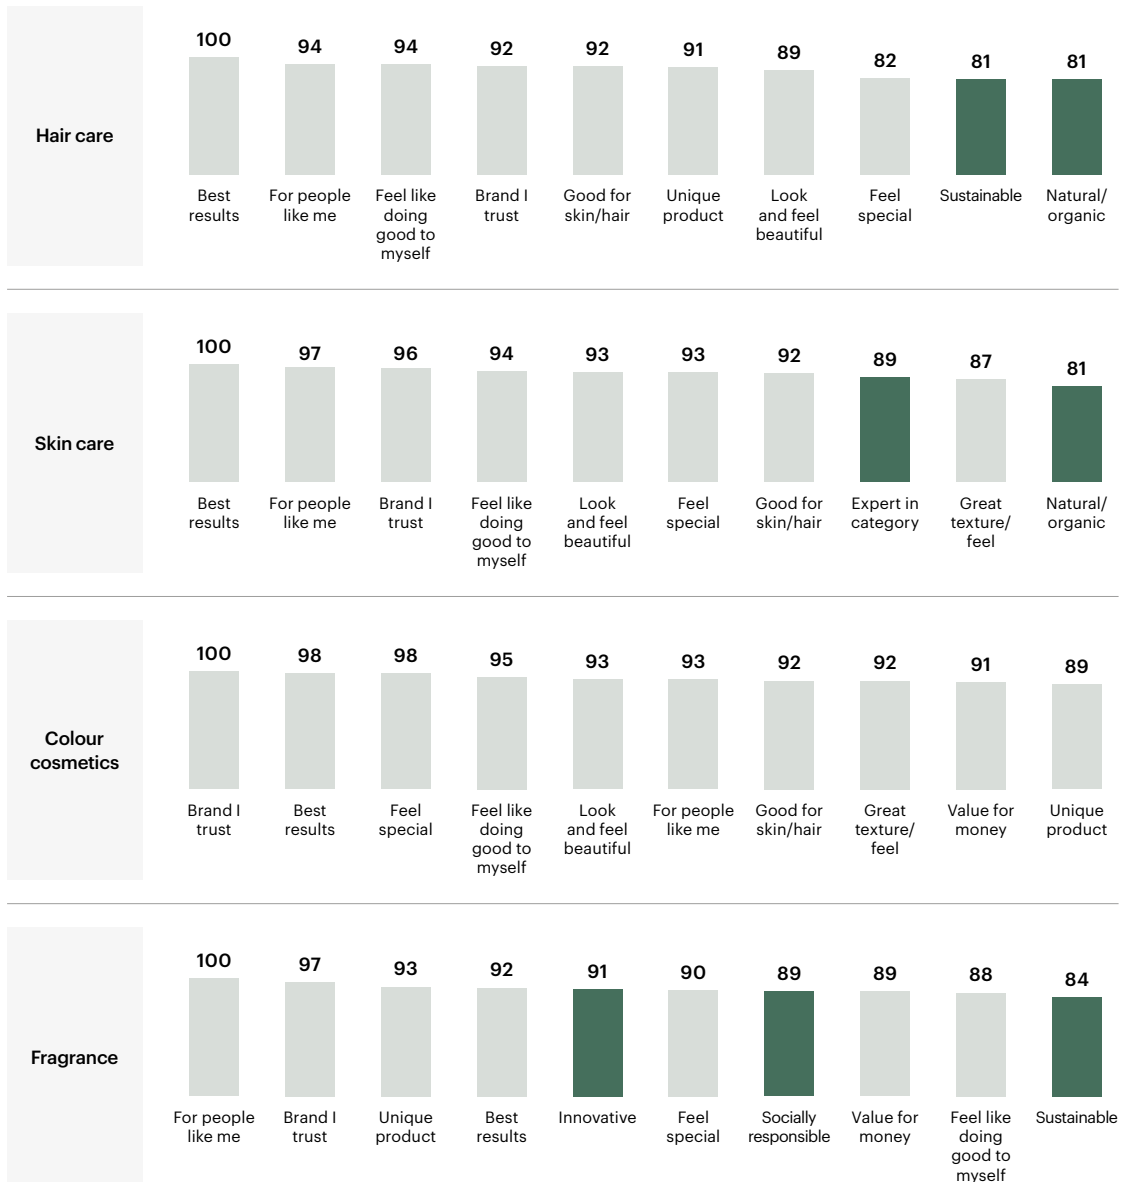 100
94
94
92
92
91
89
82
81
81
Hair care
Best
results
For people
like me
Feel like
doing
good to
myself
Brand I
trust
Good for
skin/hair
Unique
product
Look
and feel
beautiful
Feel
special
Sustainable
Natural/
organic
100
97
96
94
93
93
92
89
87
81
Skin care
Best
results
For people
like me
Brand I
trust
Feel like
doing
good to
myself
Look
and feel
beautiful
Feel
special
Good for
skin/hair
Expert in
category
Great
texture/
feel
Natural/
organic
100
98
98
95
93
93
92
92
91
89
Colour
cosmetics
Brand I
trust
Best
results
Feel
special
Feel like
doing
good to
myself
Look
and feel
beautiful
For people
like me
Good for
skin/hair
Great
texture/
feel
Value for
money
Unique
product
100
97
93
92
91
90
89
89
88
84
Fragrance
For people
like me
Brand I
trust
Unique
product
Best
results
Innovative
Feel
special
Socially
responsible
Value for
money
Feel like
doing
good to
myself
Sustainable